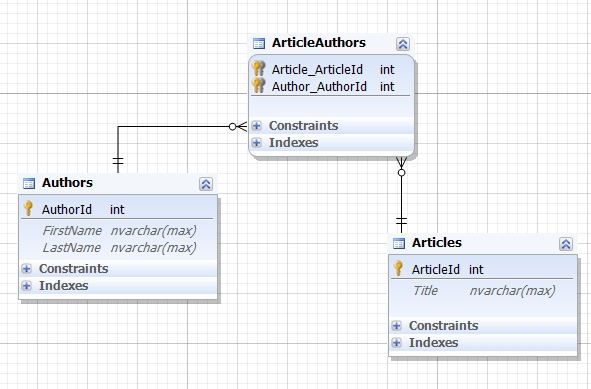 ArticleAuthors
Article_ArticleId int
Author_AuthorId int
Constraints
Indexes
Authors
AuthorId int
FirstName nvarchar(max)
LastName nvarchar(max)
Constraints
Indexes
Articles
ArticleId int
Title nvarchar(max)
Constraints
Indexes